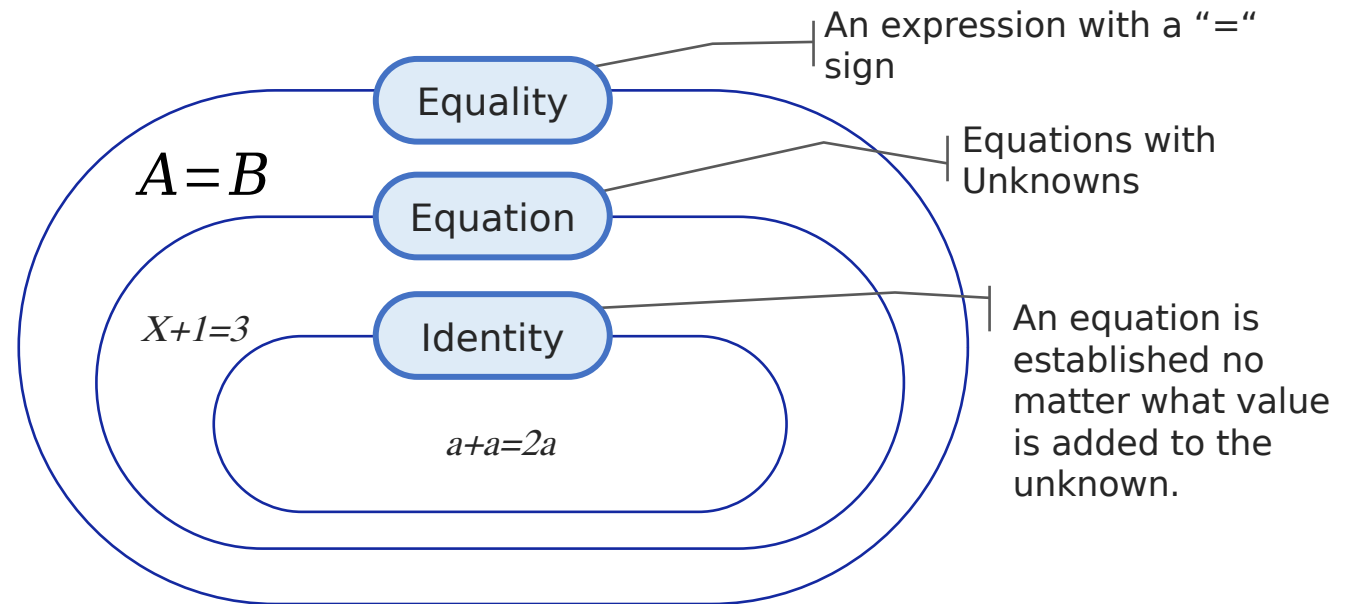 An expression with a “=“
sign
Equality
Equations with
Unknowns
A=B
Equation
X+1=3
Identity
An equation is
established no
matter what value
is added to the
unknown.
a+a=2a